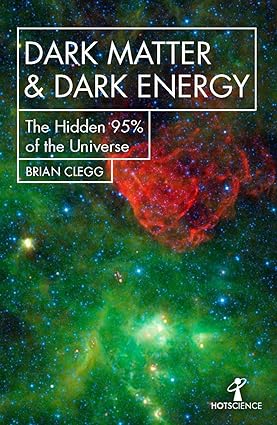 DARK MATTER
& DARK ENERGY
The Hidden 95%
of the Universe
BRIAN CLEGG
HOTSCIENCE